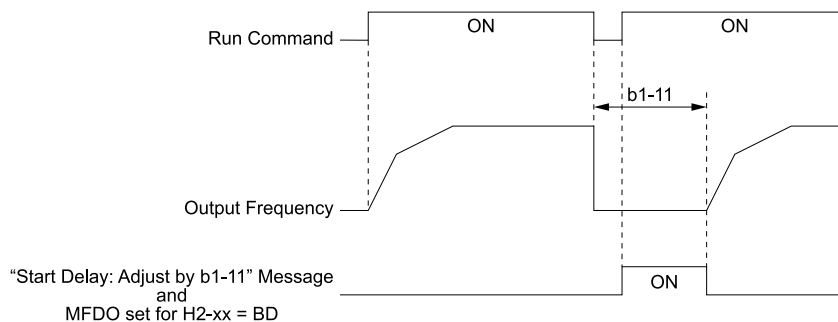 Run Command
ON
ON
b1-11
Output Frequency
“Start Delay: Adjust by b1-11” Message
and
MFDO set for H2-xx = BD
ON